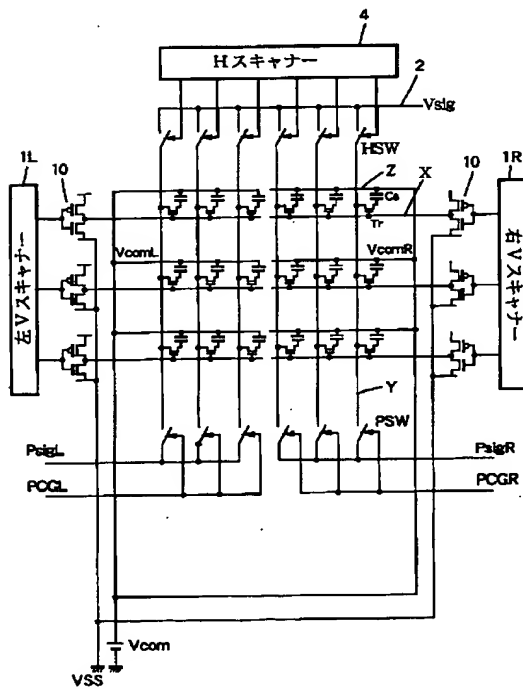 4
Hスキャナー
2
Vsig
HSW
1L
10
Z
X
10
1R
Cs
Tr
VcomL
VcomR
左Vスキャナー
右Vスキャナー
Y
PSW
PsigL
PsigR
PCGL
PCGR
Vcom
VSS